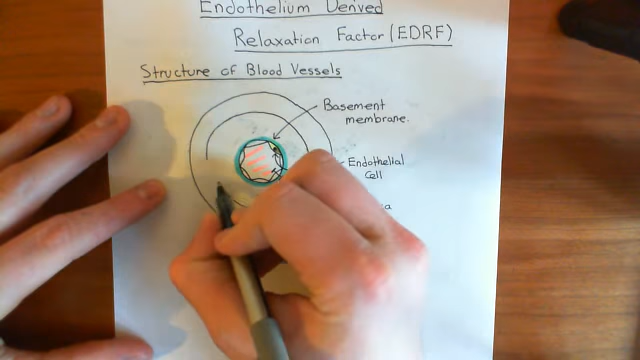 Endothelium Derived
Relaxation Factor (EDRF)
Structure of Blood Vessels
Basement
membrane.
Endothelial
Cell